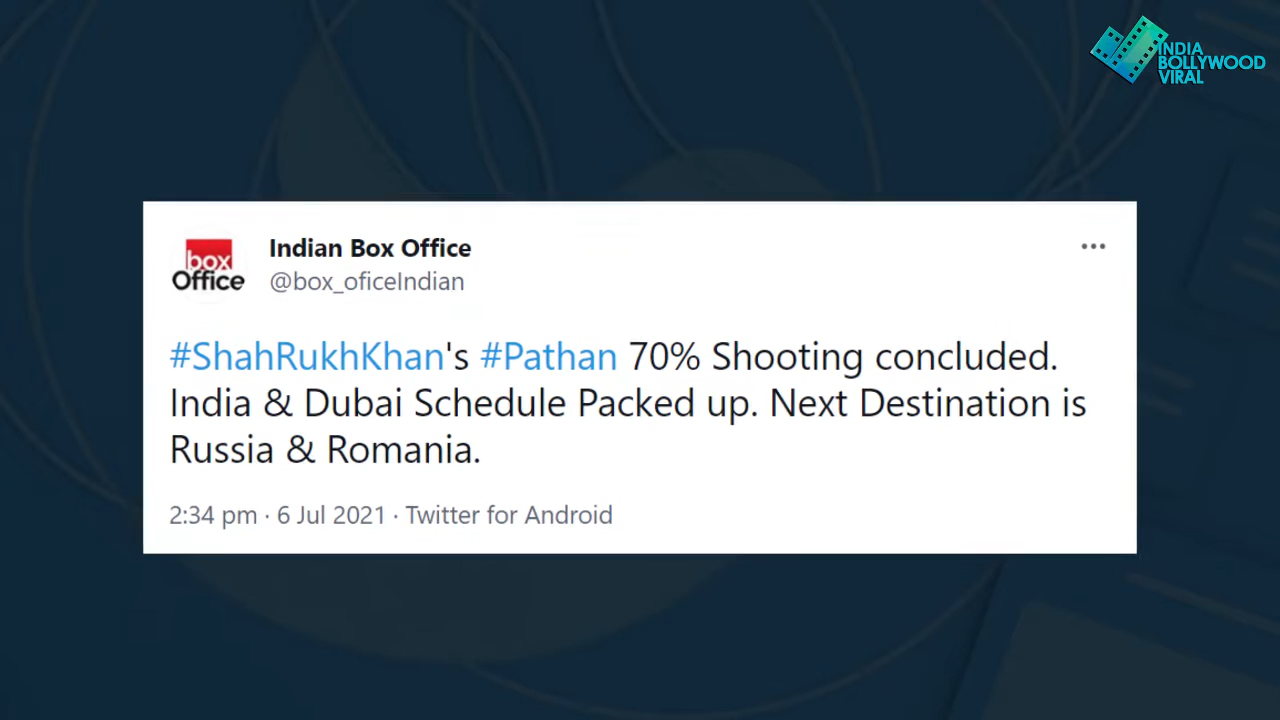 INDIA
BOLLYWOOD
VIRAL
box
Office
Indian Box Office
@box_oficeIndian
#ShahRukhKhan's #Pathan 70% Shooting concluded.
India & Dubai Schedule Packed up. Next Destination is
Russia & Romania.
2:34 pm · 6 Jul 2021 · Twitter for Android